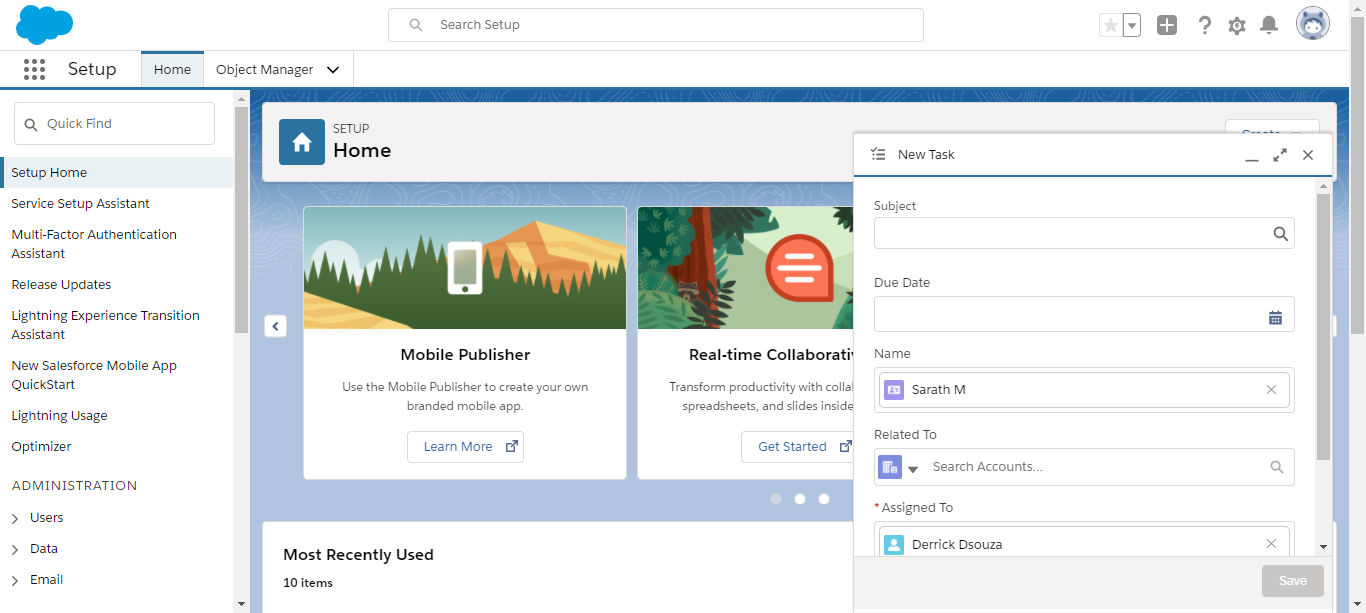 Search Setup
Setup
Home
Object Manager
Quick Find
Setup Home
Service Setup Assistant
Multi-Factor Authentication
Assistant
Release Updates
Lightning Experience Transition
Assistant
New Salesforce Mobile App
QuickStart
Lightning Usage
Optimizer
ADMINISTRATION
Users
Data
Email
SETUP
Home
Mobile Publisher
Use the Mobile Publisher to create your own
branded mobile app.
Learn More
Real-time Collaborati
Transform productivity with colla
spreadsheets, and slides inside
Get Started
Most Recently Used
10 items
New Task
Subject
Due Date
Name
Sarath M
Related To
Search Accounts...
*Assigned To
Derrick Dsouza
Save